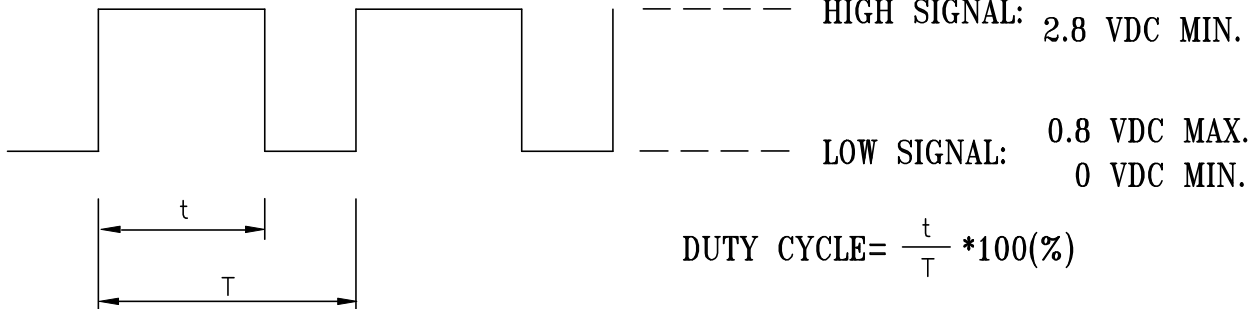 HIGH SIGNAL:
2.8 VDC MIN.
0.8 VDC MAX.
LOW SIGNAL:
0 VDC MIN.
t
DUTY CYCLE= t/T *100(%)
T